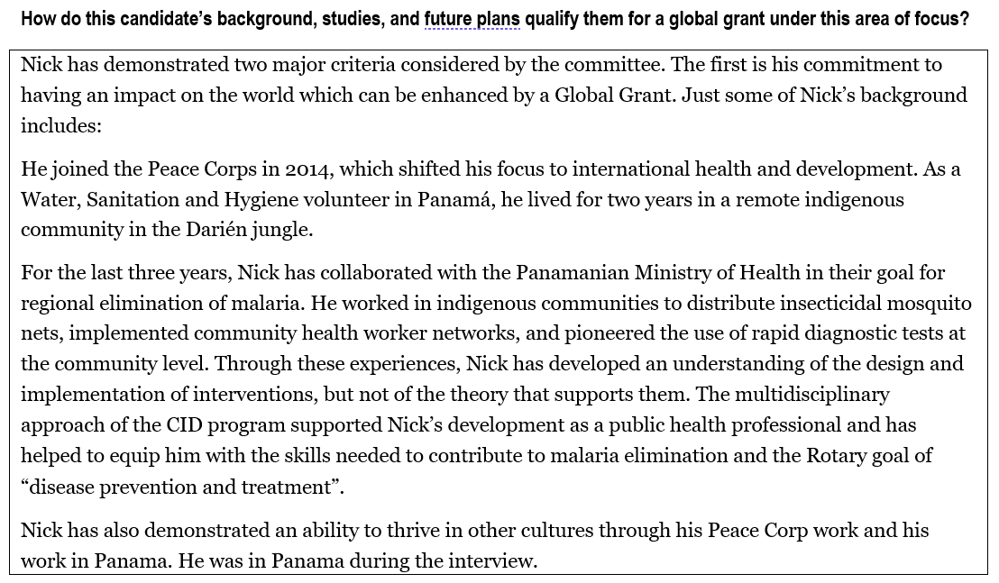 How do this candidate’s background, studies, and future plans qualify them for a global grant under this area of focus?
Nick has demonstrated two major criteria considered by the committee. The first is his commitment to
having an impact on the world which can be enhanced by a Global Grant. Just some of Nick’s background
includes:
He joined the Peace Corps in 2014, which shifted his focus to international health and development. As a
Water, Sanitation and Hygiene volunteer in Panamá, he lived for two years in a remote indigenous
community in the Darién jungle.
For the last three years, Nick has collaborated with the Panamanian Ministry of Health in their goal for
regional elimination of malaria. He worked in indigenous communities to distribute insecticidal mosquito
nets, implemented community health worker networks, and pioneered the use of rapid diagnostic tests at
the community level. Through these experiences, Nick has developed an understanding of the design and
implementation of interventions, but not of the theory that supports them. The multidisciplinary
approach of the CID program supported Nick’s development as a public health professional and has
helped to equip him with the skills needed to contribute to malaria elimination and the Rotary goal of
“disease prevention and treatment”.
Nick has also demonstrated an ability to thrive in other cultures through his Peace Corp work and his
work in Panama. He was in Panama during the interview.